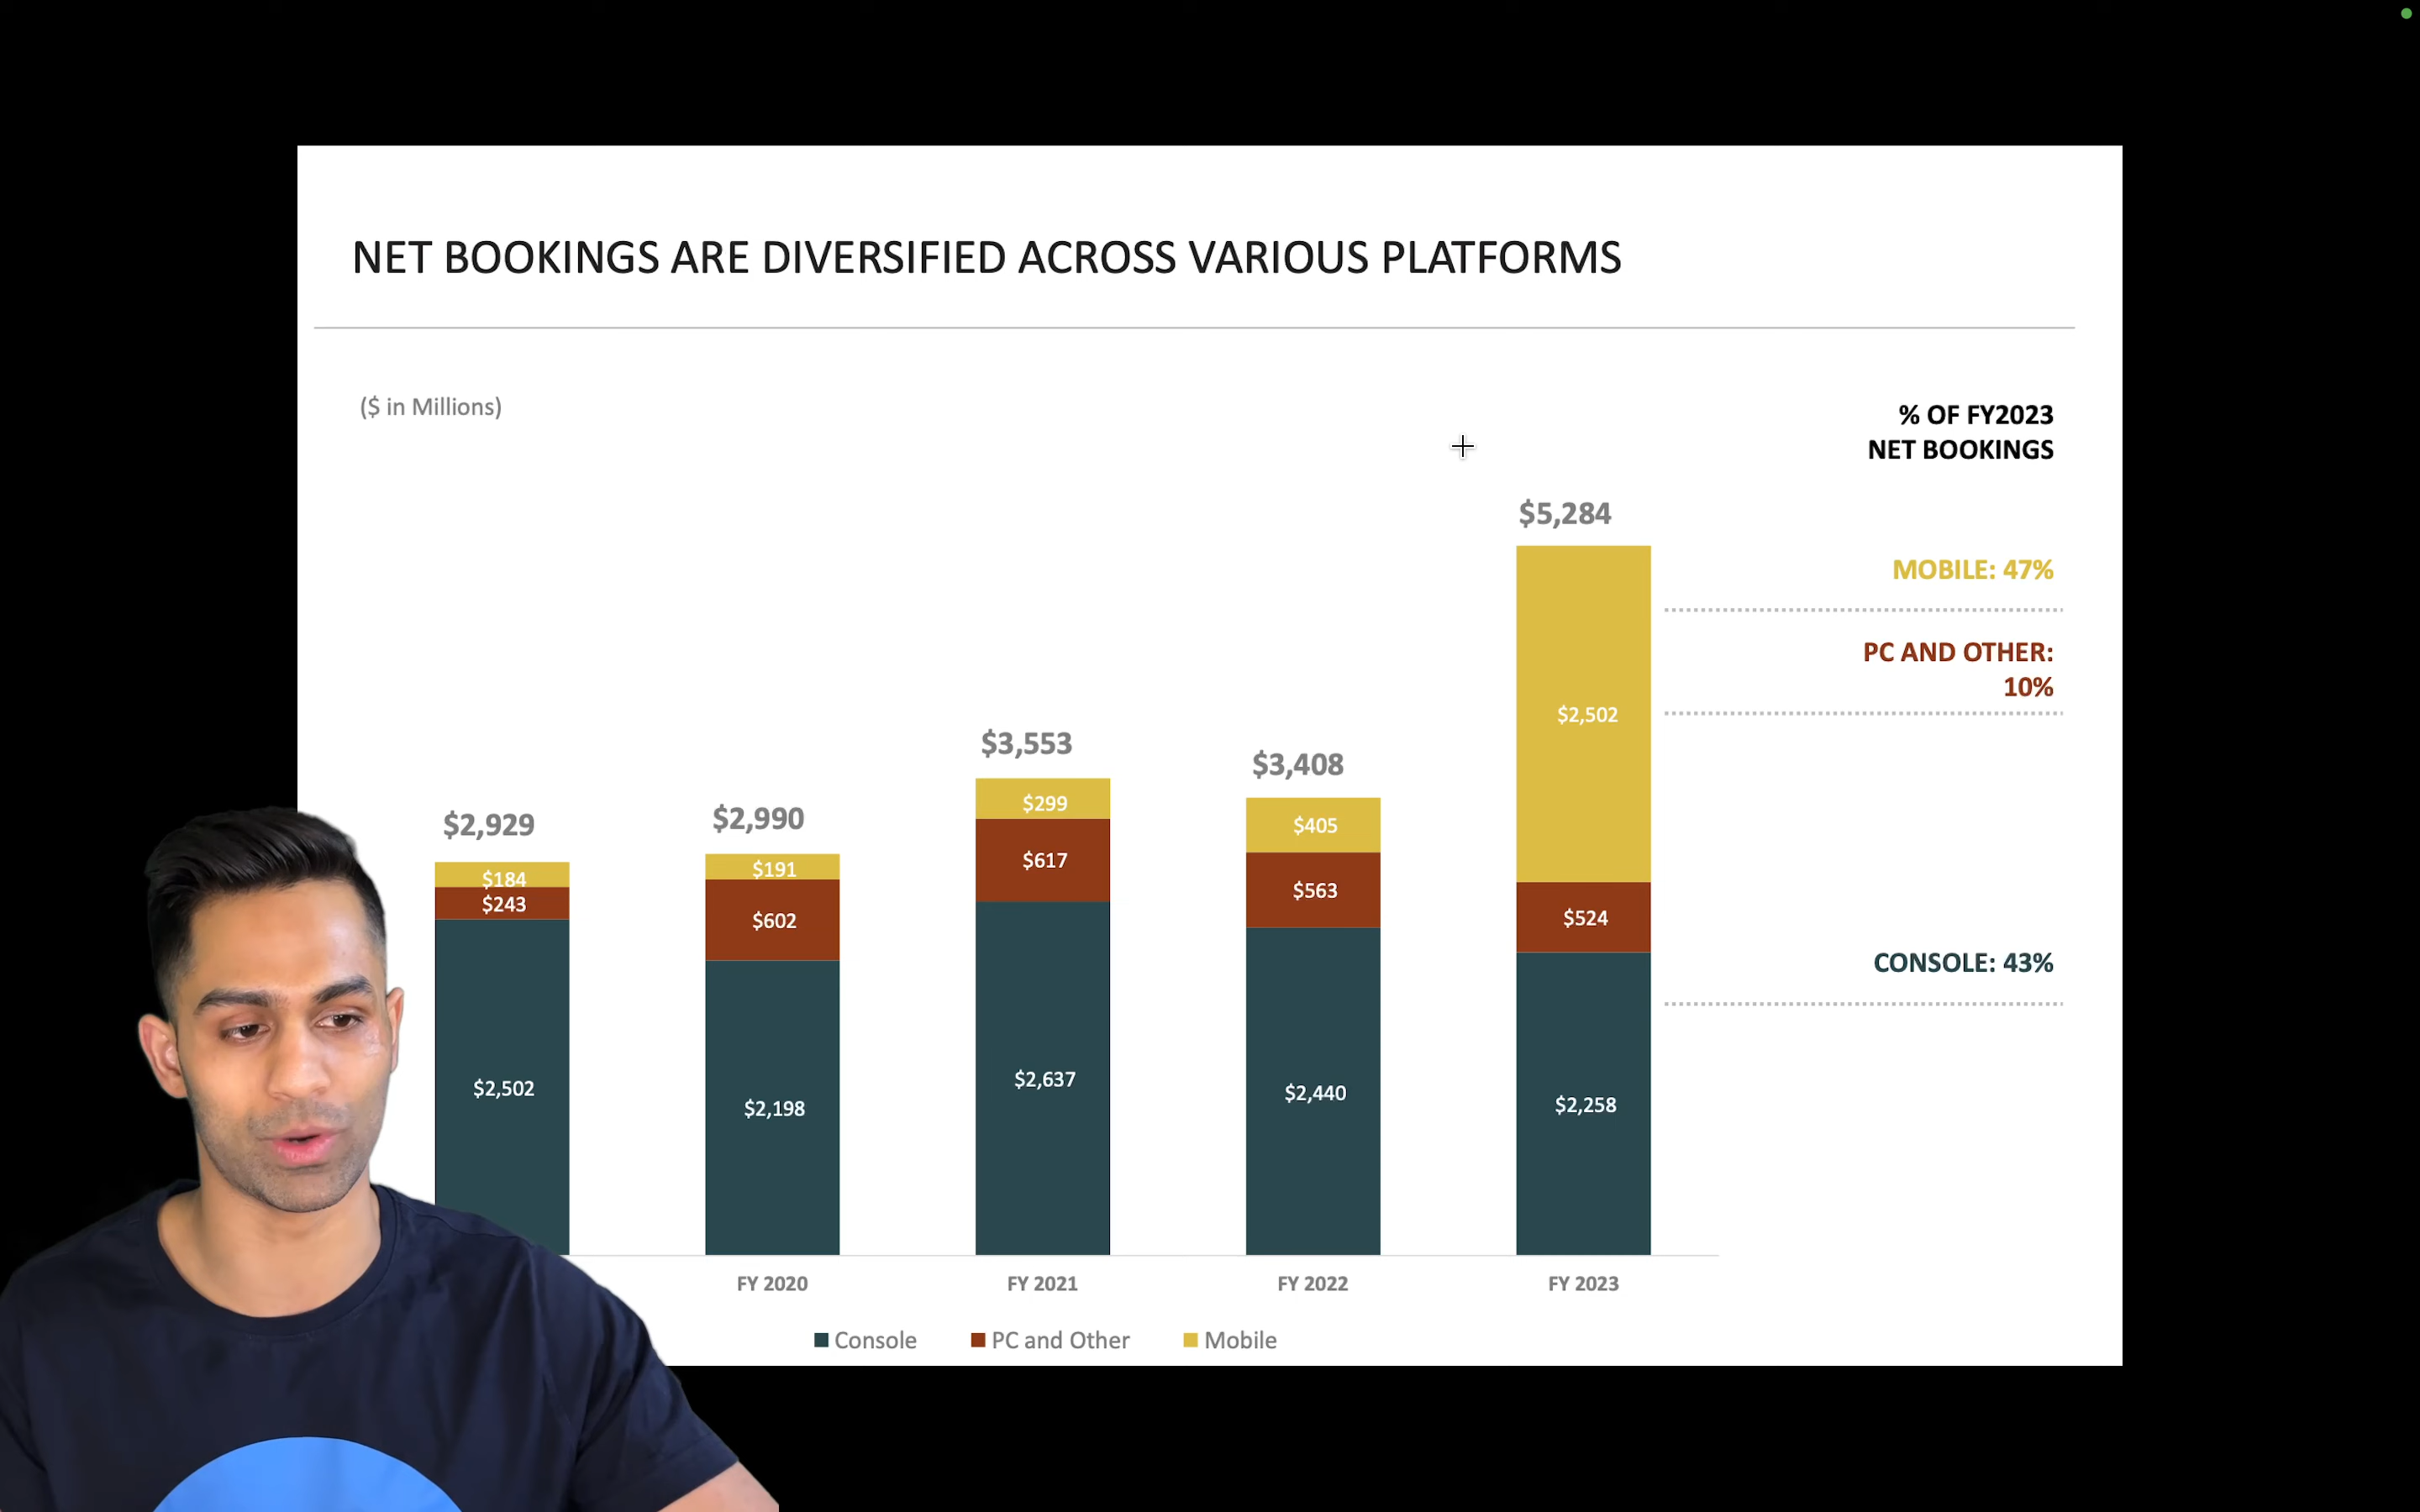 NET BOOKINGS ARE DIVERSIFIED ACROSS VARIOUS PLATFORMS
($ in Millions)
% OF FY2023
NET BOOKINGS
$5,284
MOBILE: 47%
PC AND OTHER:
10%
$2,502
$3,553
$3,408
$2,929
$2,990
$299
$405
$184
$191
$617
$563
$243
$602
$524
CONSOLE: 43%
$2,502
$2,198
$2,637
$2,440
$2,258
FY 2020
FY 2021
FY 2022
FY 2023
Console
PC and Other
Mobile